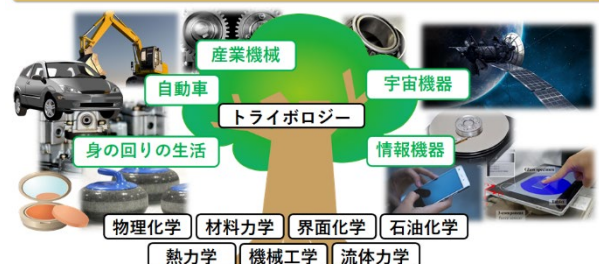 産業機械
自動車
宇宙機器
トライボロジー
身の回りの生活
情報機器
物理化学 材料力学 界面化学 石油化学
熱力学 機械工学 流体力学